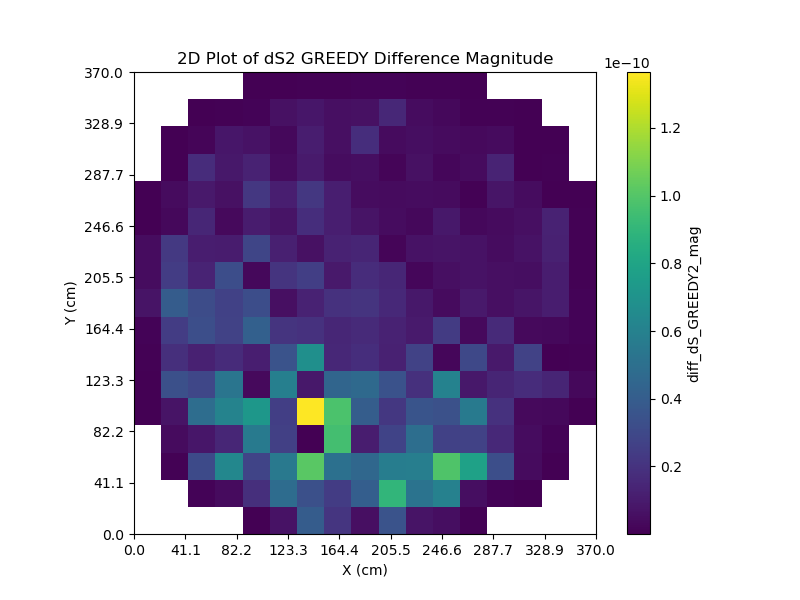 2D Plot of dS2 GREEDY Difference Magnitude
1e−10
370.0
328.9
287.7
246.6
205.5
164.4
123.3
82.2
41.1
0.0
Y (cm)
0.0 41.1 82.2 123.3 164.4 205.5 246.6 287.7 328.9 370.0
X (cm)
1.2
1.0
0.8
0.6
0.4
0.2
diff_dS_GREEDY2_mag